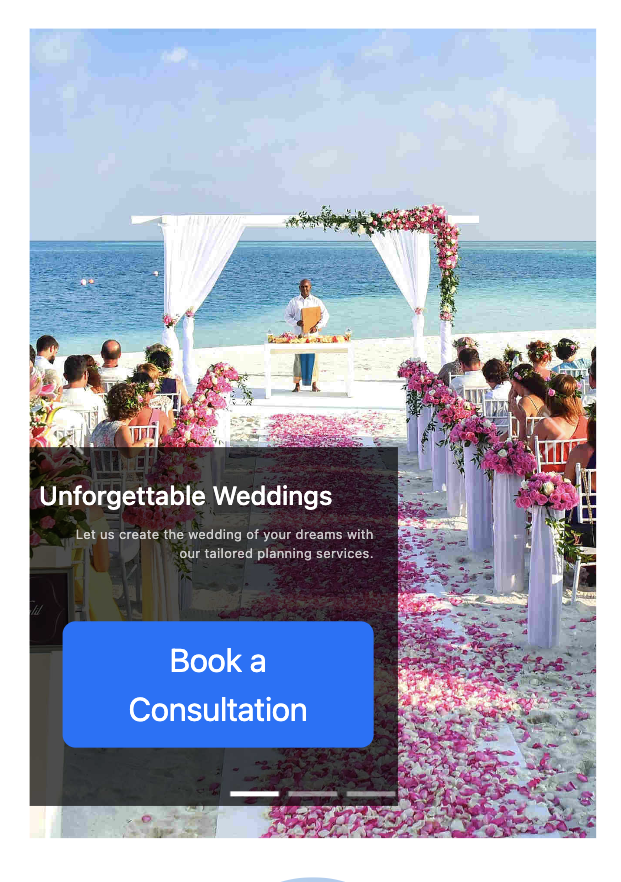 Unforgettable Weddings
Let us create the wedding of your dreams with
our tailored planning services.
Book a
Consultation